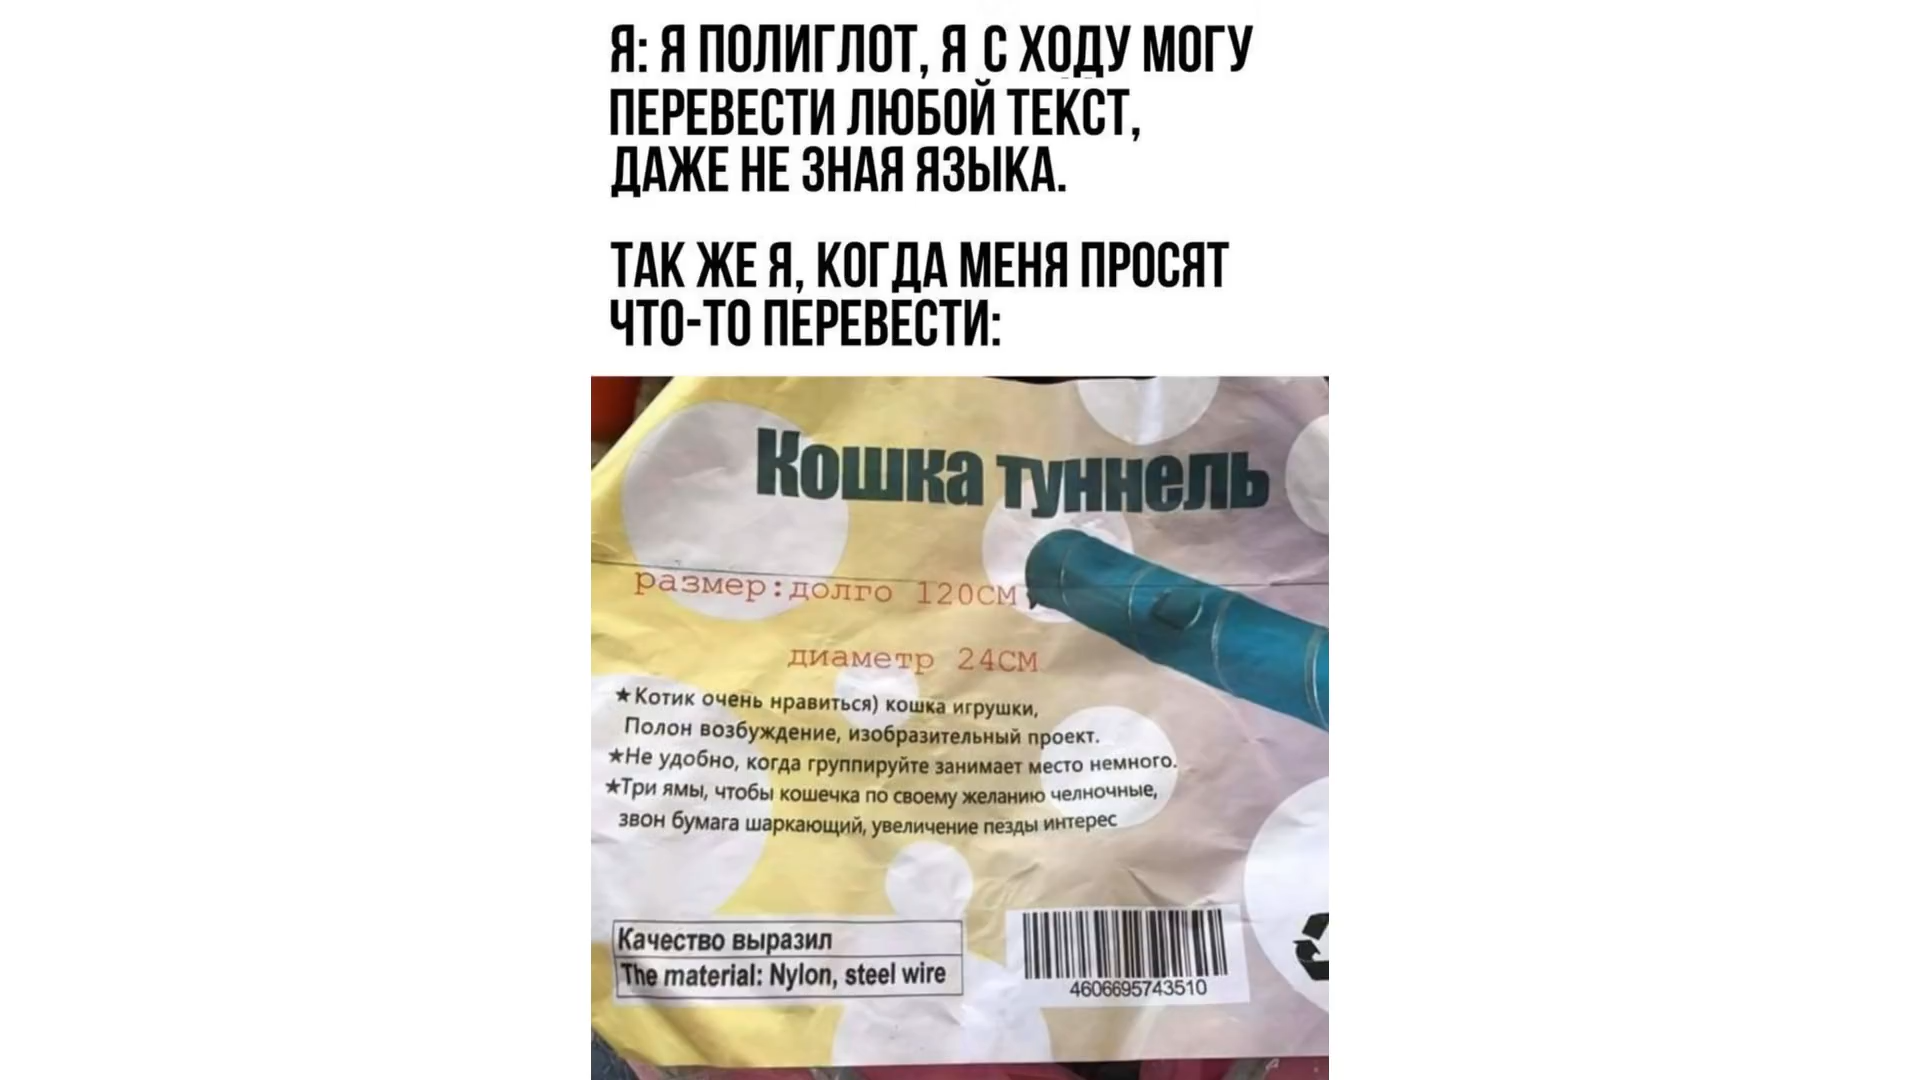 Я: Я ПОЛИГЛОТ, Я С ХОДУ МОГУ
ПЕРЕВЕСТИ ЛЮБОЙ ТЕКСТ,
ДАЖЕ НЕ ЗНАЯ ЯЗЫКА.
ТАК ЖЕ Я, КОГДА МЕНЯ ПРОСЯТ
ЧТО-ТО ПЕРЕВЕСТИ:
Кошка туннель
размер:долго 120СМ
диаметр 24СМ
★Котик очень нравиться) кошка игрушки,
Полон возбуждение, изобразительный проект.
★Не удобно, когда группируйте занимает место немного.
★Три ямы, чтобы кошечка по своему желанию челночные,
звон бумага шаркающий, увеличение пезды интерес
Качество выразил
The material: Nylon, steel wire
4606695743510